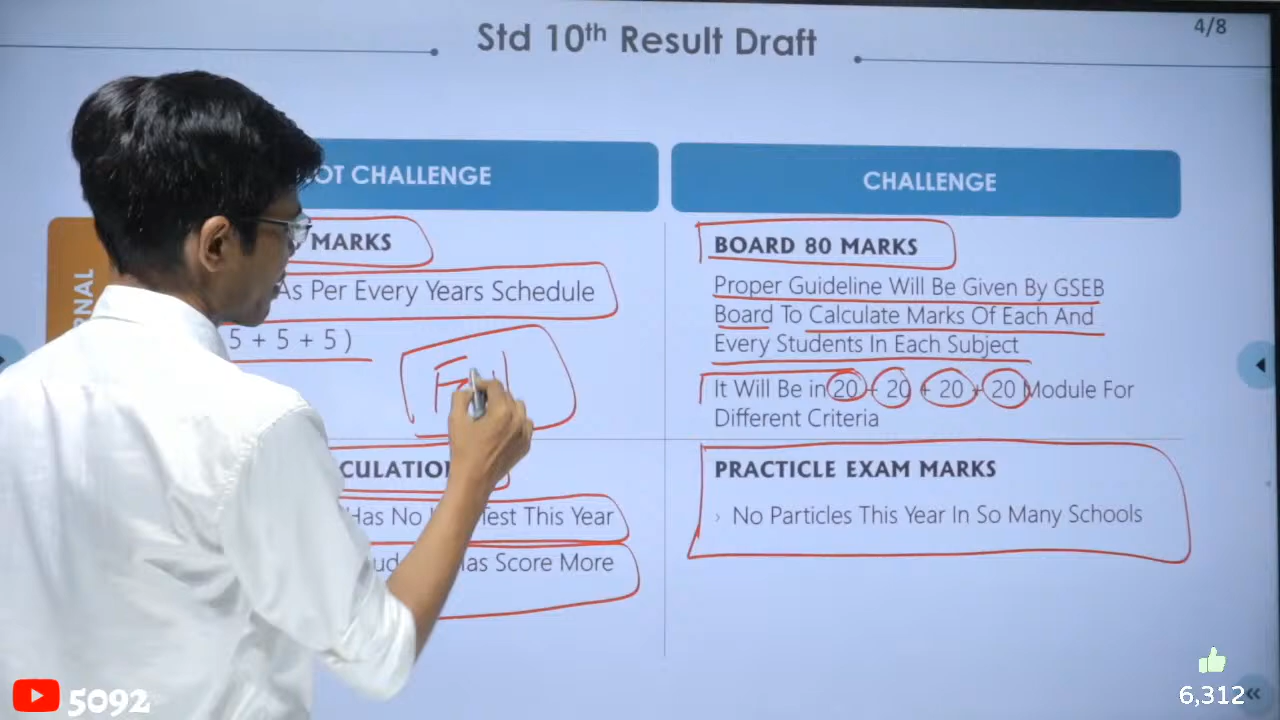 4/8
Std 10th Result Draft
OT CHALLENGE
CHALLENGE
MARKS
As Per Every Years Schedule
5 + 5 + 5 )
BOARD 80 MARKS
Proper Guideline Will Be Given By GSEB
Board To Calculate Marks Of Each And
Every Students In Each Subject
It Will Be in 20 + 20 + 20 + 20 Module For
Different Criteria
CULATION
Has No Test This Year
Has Score More
PRACTICLE EXAM MARKS
› No Particles This Year In So Many Schools
RNAL
5092
6,312